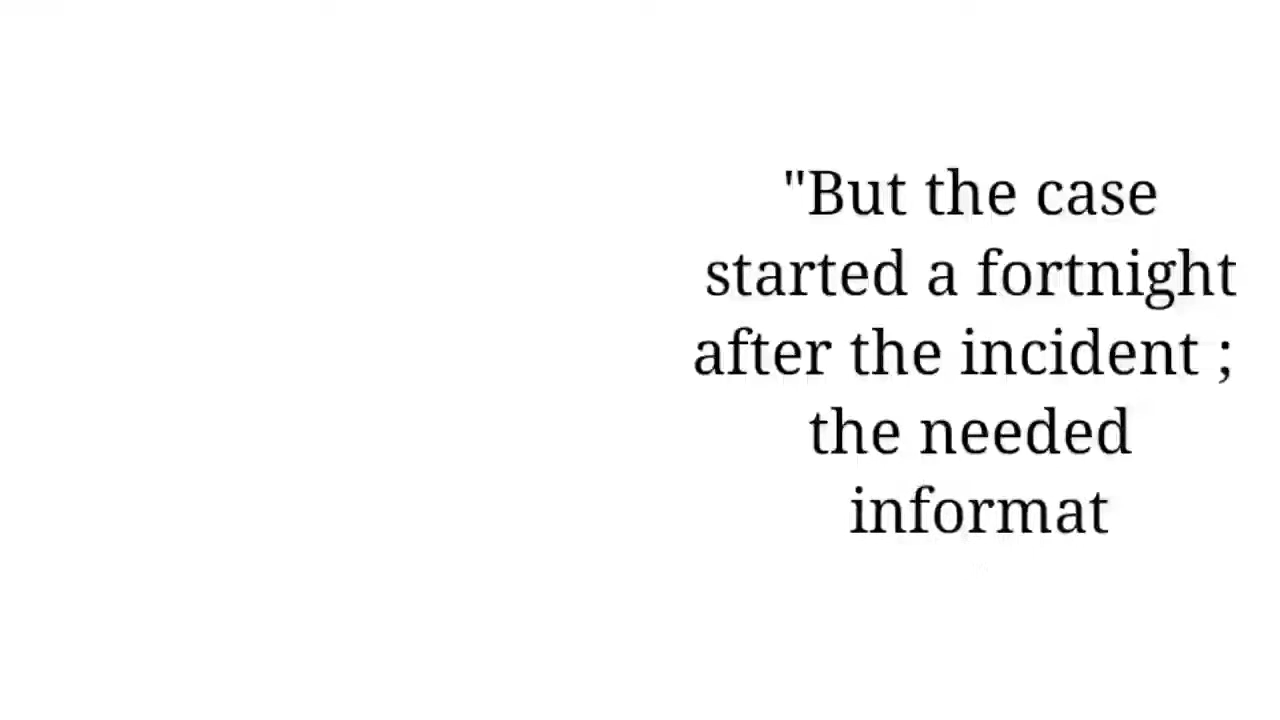 "But the case
started a fortnight
after the incident ;
the needed
informat